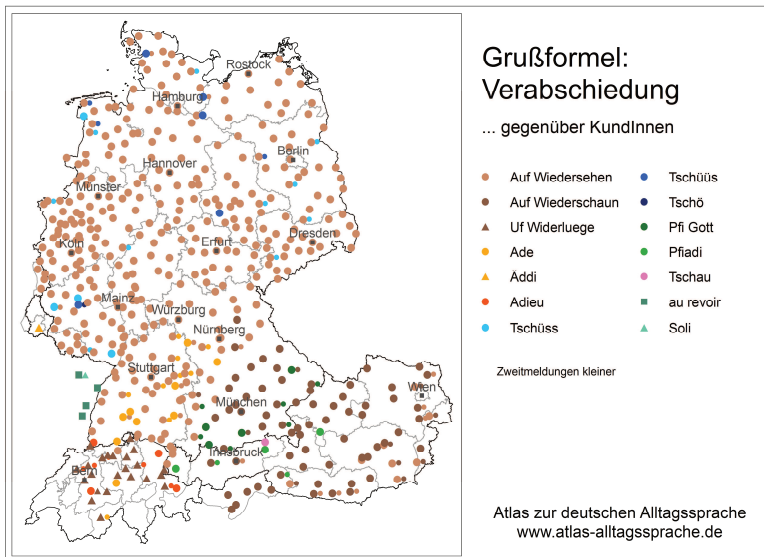 Grußformel:
Verabschiedung
... gegenüber KundInnen
Auf Wiedersehen
Auf Wiederschaun
Uf Widerluege
Ade
Äddi
Adieu
Tschüss
Tschüüs
Tschö
Pfi Gott
Pfiadi
Tschau
au revoir
Soli
Zweitmeldungen kleiner
Atlas zur deutschen Alltagssprache
www.atlas-alltagssprache.de
Rostock
Hamburg
Berlin
Hannover
Münster
Köln
Erfurt
Dresden
Mainz
Würzburg
Nürnberg
Stuttgart
Wien
München
Innsbruck
Bern